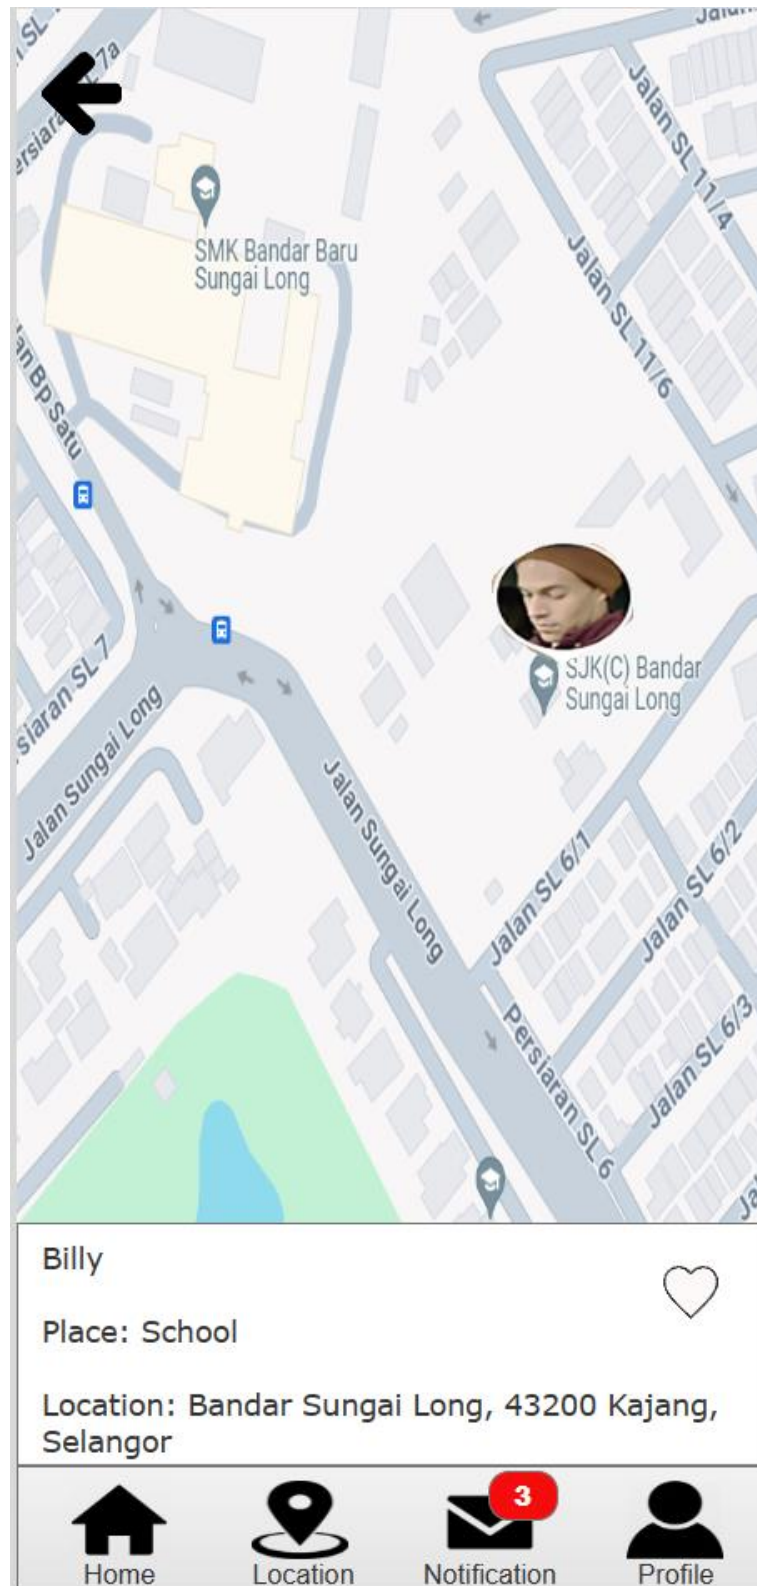 Jalan SL 11/4
SMK Bandar Baru
Sungai Long
Jalan SL 11/6
Bp Satu
SJK(C) Bandar
Sungai Long
SL 7
Jalan Sungai Long
Jalan Sungai Long
Jalan SL 6/1
Jalan SL 6/2
Persiaran SL 6
Jalan SL 6/3
Billy
Place: School
Location: Bandar Sungai Long, 43200 Kajang,
Selangor
3
Home
Location
Notification
Profile